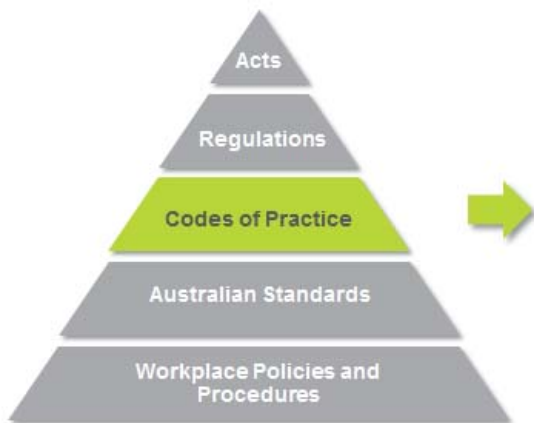 Acts
Regulations
Codes of Practice
Australian Standards
Workplace Policies and
Procedures